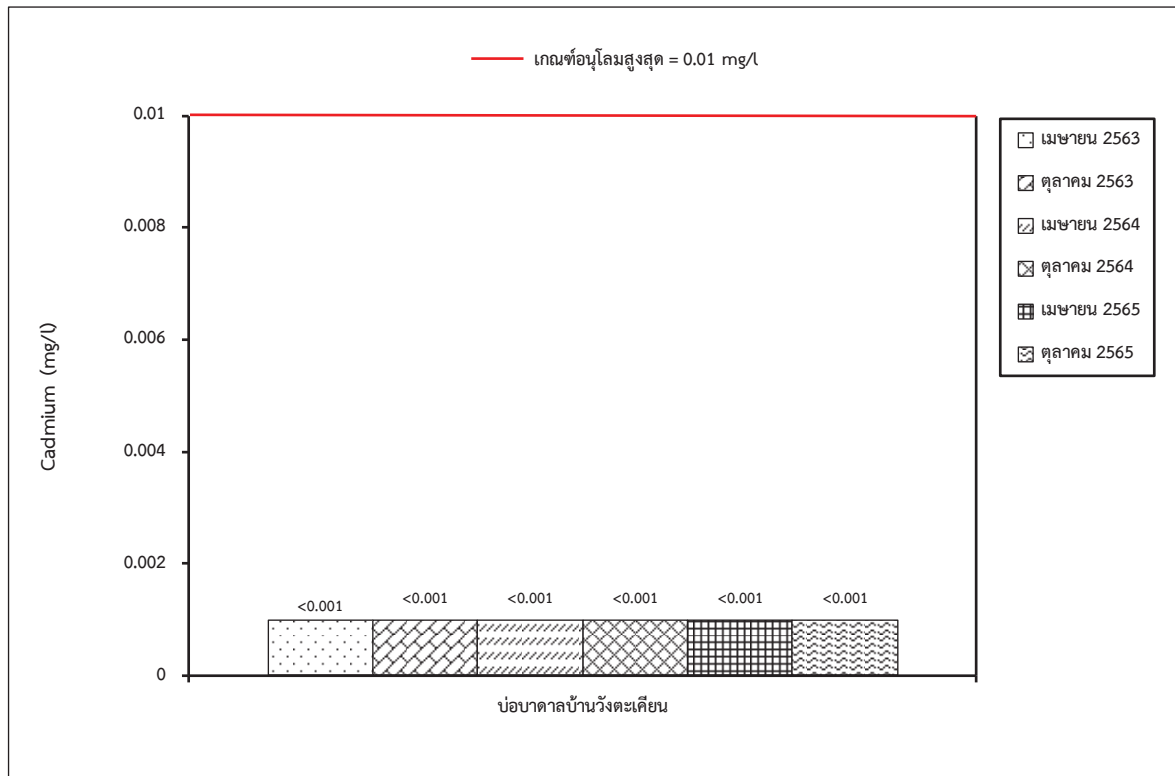 เกณฑ์อนุโลมสูงสุด = 0.01 mg/l
0.01
0.008
0.006
0.004
0.002
0
Cadmium (mg/l)
<0.001
<0.001
<0.001
<0.001
<0.001
<0.001
บ่อบาดาลบ้านวังตะเคียน
เมษายน 2563
ตุลาคม 2563
เมษายน 2564
ตุลาคม 2564
เมษายน 2565
ตุลาคม 2565